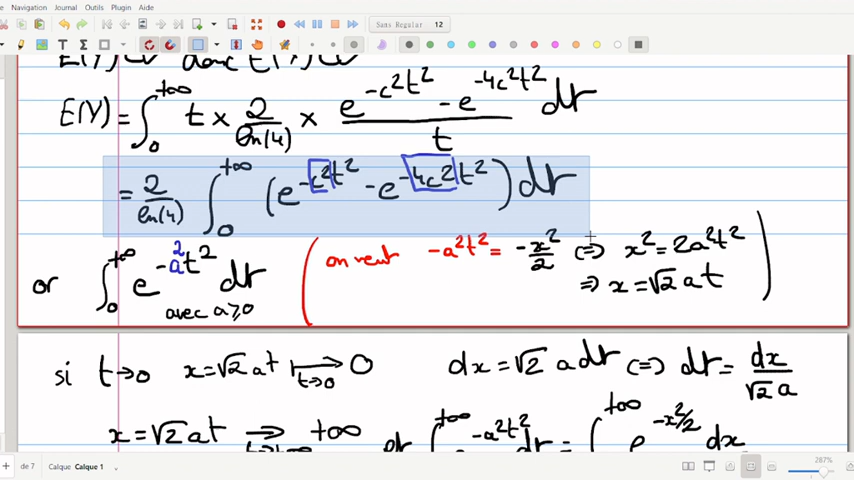 Navigation Journal Outils Plugin Aide
Sans Regular 12
E(Y) = ∫₀^{+∞} t × 2/ln(4) × (e^{-c²t²} - e^{-4c²t²})/t dt
= 2/ln(4) ∫₀^{+∞} (e^{-c²t²} - e^{-4c²t²}) dt
or ∫₀^{+∞} e^{-a²t²} dt avec a≥0 (on veut -a²t² = -x²/2 ⇔ x² = 2a²t²
⇒ x = √2 a t)
si t→0 x = √2 at ⟼_{t→0} 0 dx = √2 a dt ⇔ dt = dx/(√2 a)
x = √2 at → +∞ et ∫^{+∞} e^{-a²t²} dt = ∫^{+∞} e^{-x²/2} dx
de 7 Calque Calque 1 287%